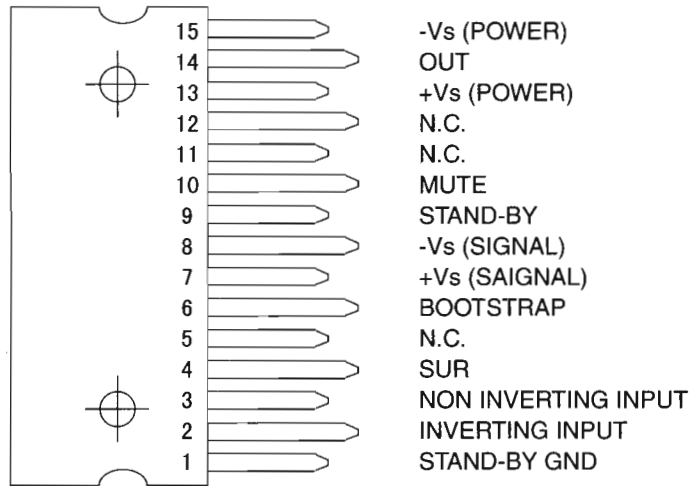 15 -Vs (POWER)
14 OUT
13 +Vs (POWER)
12 N.C.
11 N.C.
10 MUTE
9 STAND-BY
8 -Vs (SIGNAL)
7 +Vs (SAIGNAL)
6 BOOTSTRAP
5 N.C.
4 SUR
3 NON INVERTING INPUT
2 INVERTING INPUT
1 STAND-BY GND